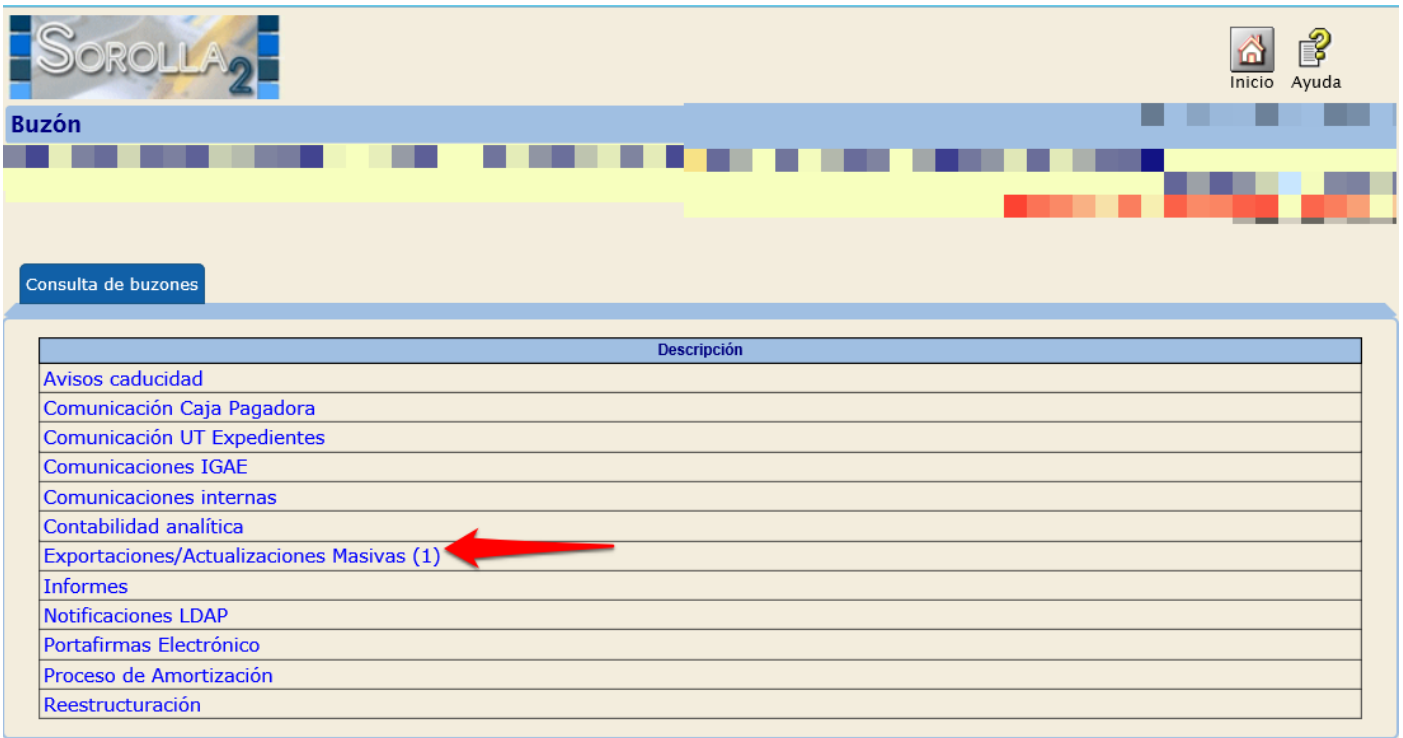 SOROLLA2
Inicio Ayuda
Buzón
Consulta de buzones
Descripción
Avisos caducidad
Comunicación Caja Pagadora
Comunicación UT Expedientes
Comunicaciones IGAE
Comunicaciones internas
Contabilidad analítica
Exportaciones/Actualizaciones Masivas (1)
Informes
Notificaciones LDAP
Portafirmas Electrónico
Proceso de Amortización
Reestructuración